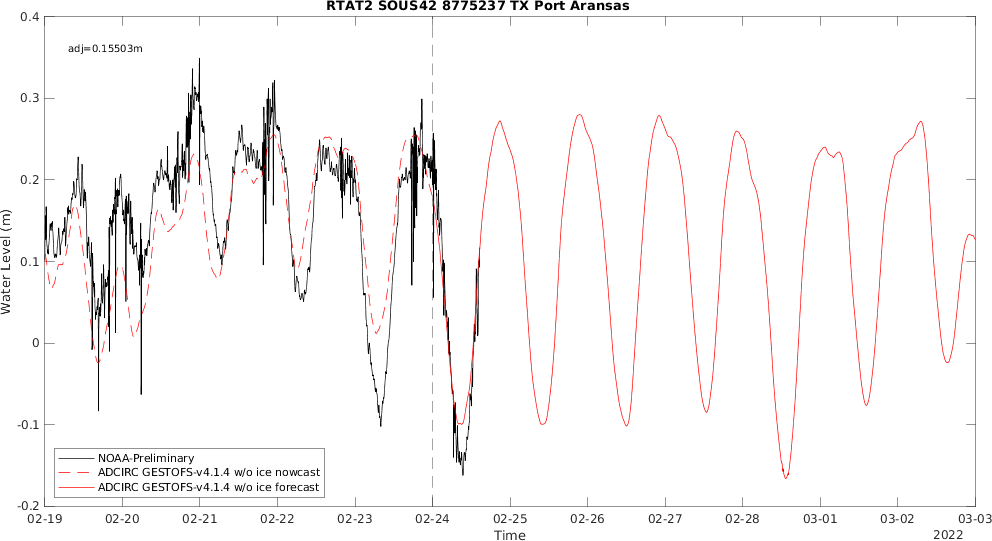 RTAT2 SOUS42 8775237 TX Port Aransas
adj=0.15503m
0.4
0.3
0.2
0.1
0
-0.1
-0.2
Water Level (m)
NOAA-Preliminary
ADCIRC GESTOFS-v4.1.4 w/o ice nowcast
ADCIRC GESTOFS-v4.1.4 w/o ice forecast
02-19 02-20 02-21 02-22 02-23 02-24 02-25 02-26 02-27 02-28 03-01 03-02 03-03
Time
2022